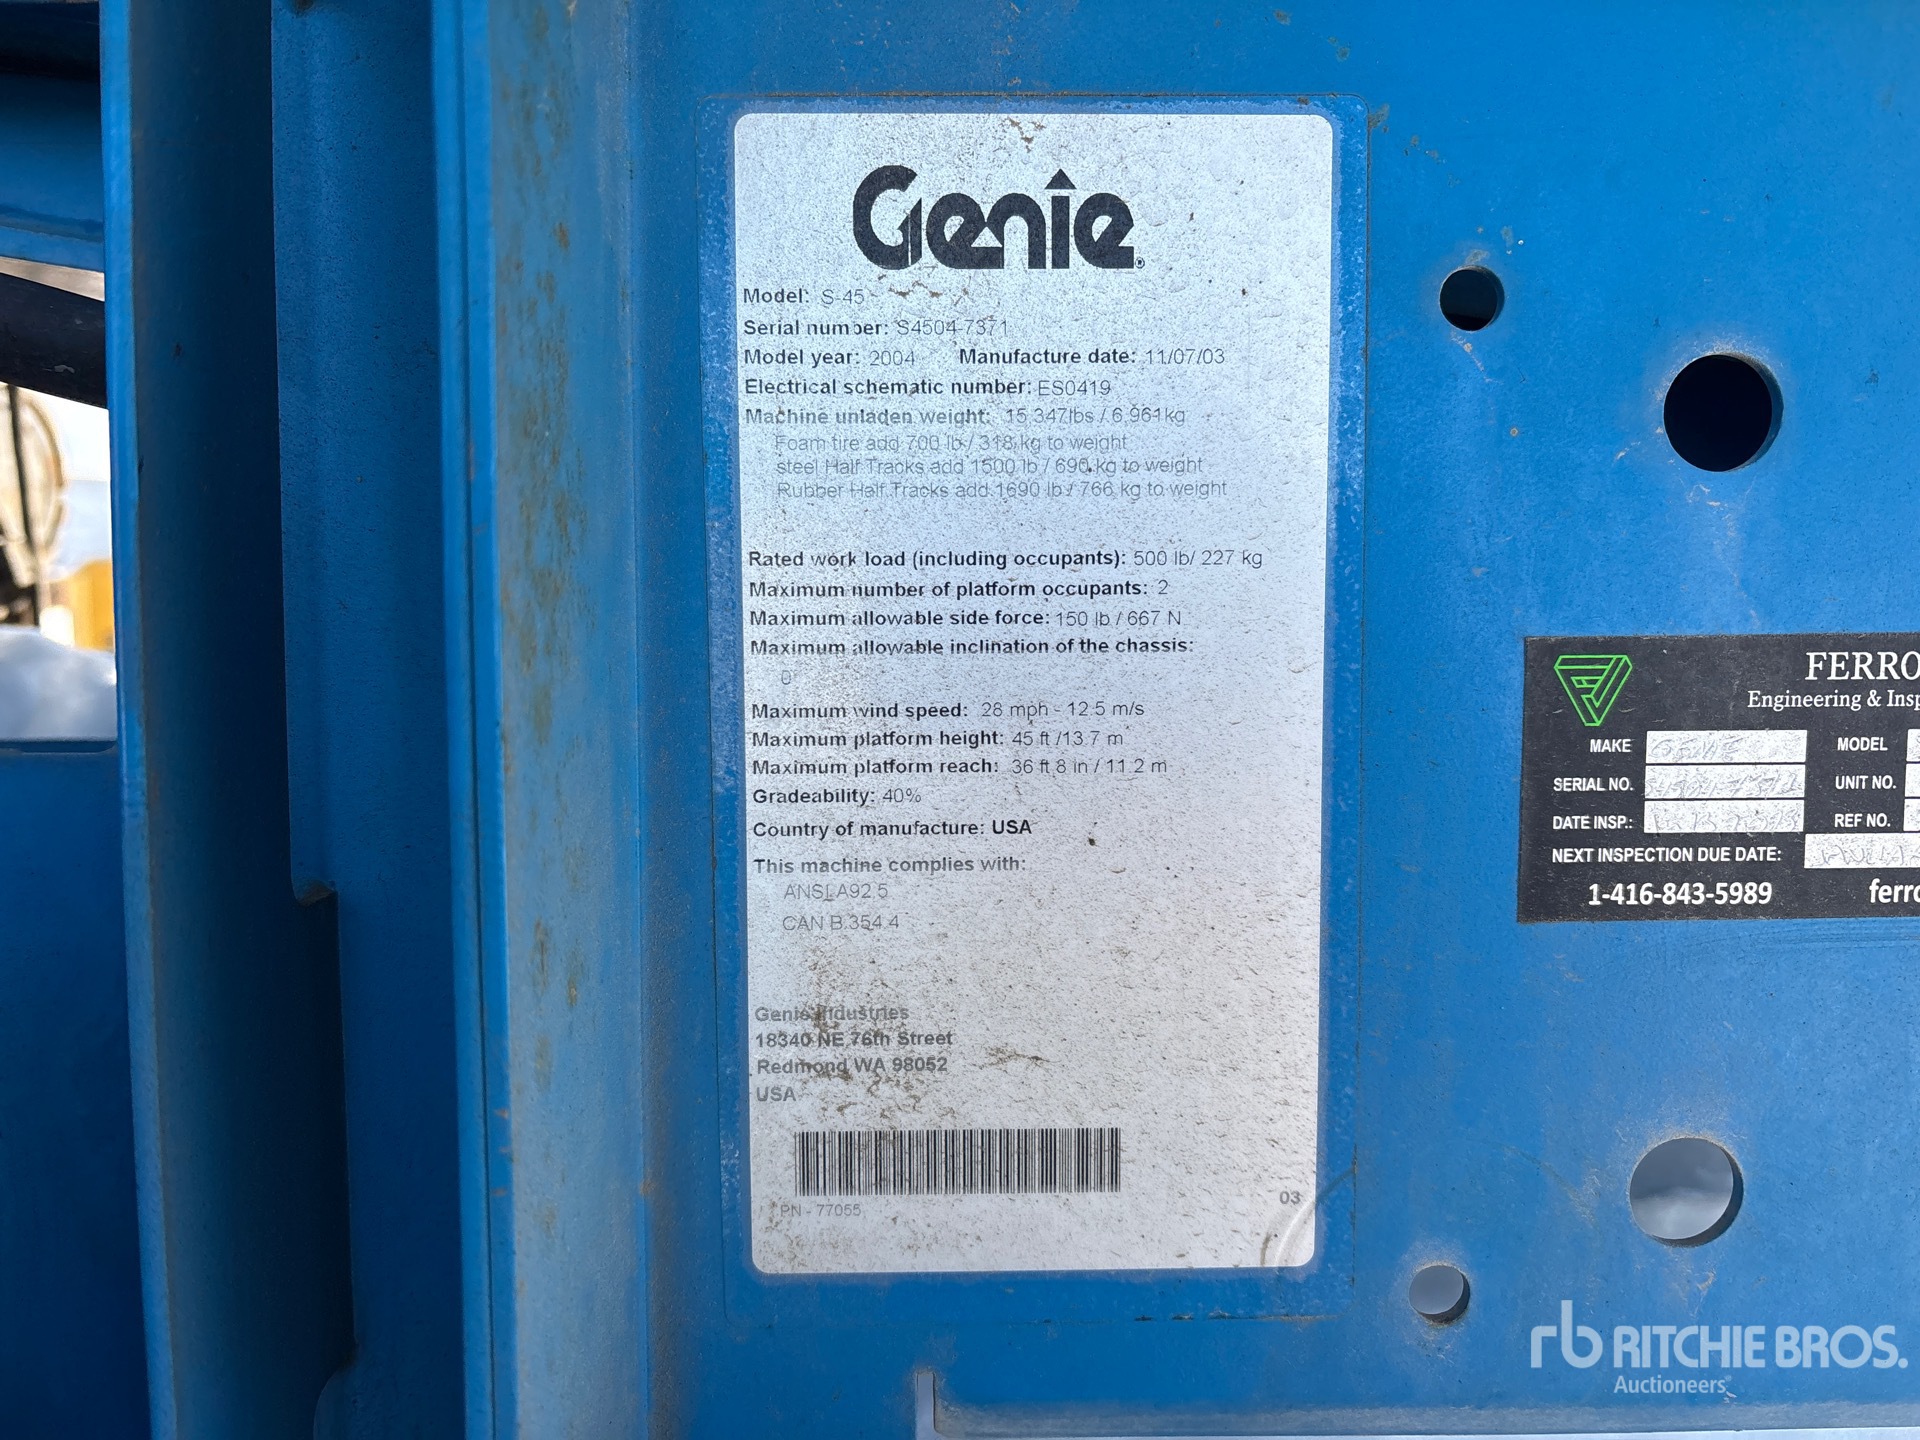 Genie®
Model: S-45
Serial number: S4504-7371
Model year: 2004 Manufacture date: 11/07/03
Electrical schematic number: ES0419
Machine unladen weight: 15 347lbs / 6 961kg
Foam tire add 700 lb / 318 kg to weight
steel Half Tracks add 1500 lb / 690 kg to weight
Rubber Half Tracks add 1690 lb / 766 kg to weight
Rated work load (including occupants): 500 lb/ 227 kg
Maximum number of platform occupants: 2
Maximum allowable side force: 150 lb / 667 N
Maximum allowable inclination of the chassis:
0°
Maximum wind speed: 28 mph - 12.5 m/s
Maximum platform height: 45 ft /13.7 m
Maximum platform reach: 36 ft 8 in / 11.2 m
Gradeability: 40%
Country of manufacture: USA
This machine complies with:
ANSI A92.5
CAN B.354.4
Genie Industries
18340 NE 76th Street
Redmond WA 98052
USA
PN - 77055
03
FERRO
Engineering & Insp
MAKE GENIE MODEL
SERIAL NO. UNIT NO.
DATE INSP.: REF NO.
NEXT INSPECTION DUE DATE:
1-416-843-5989 ferro
rb RITCHIE BROS.
Auctioneers®